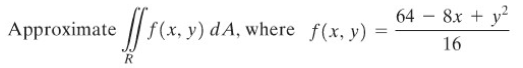 Approximate ∬_R f(x, y) dA, where f(x, y) = (64 − 8x + y²)/16